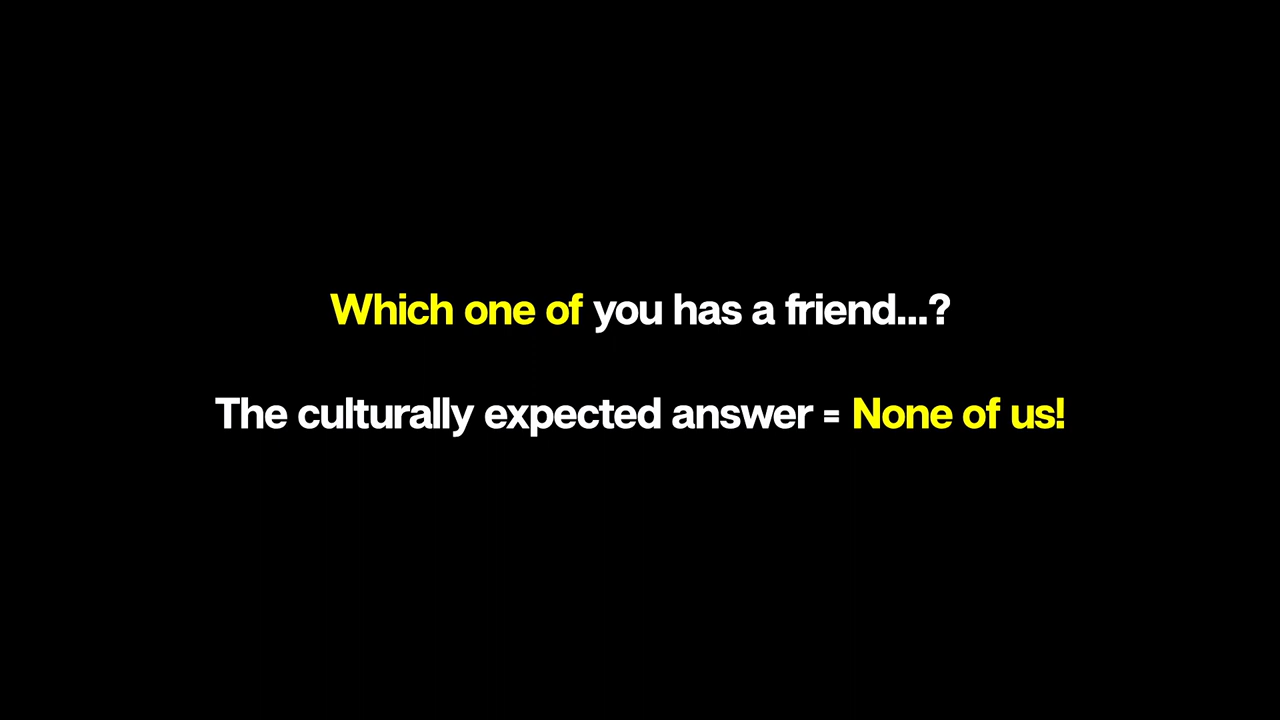 Which one of you has a friend...?
The culturally expected answer = None of us!